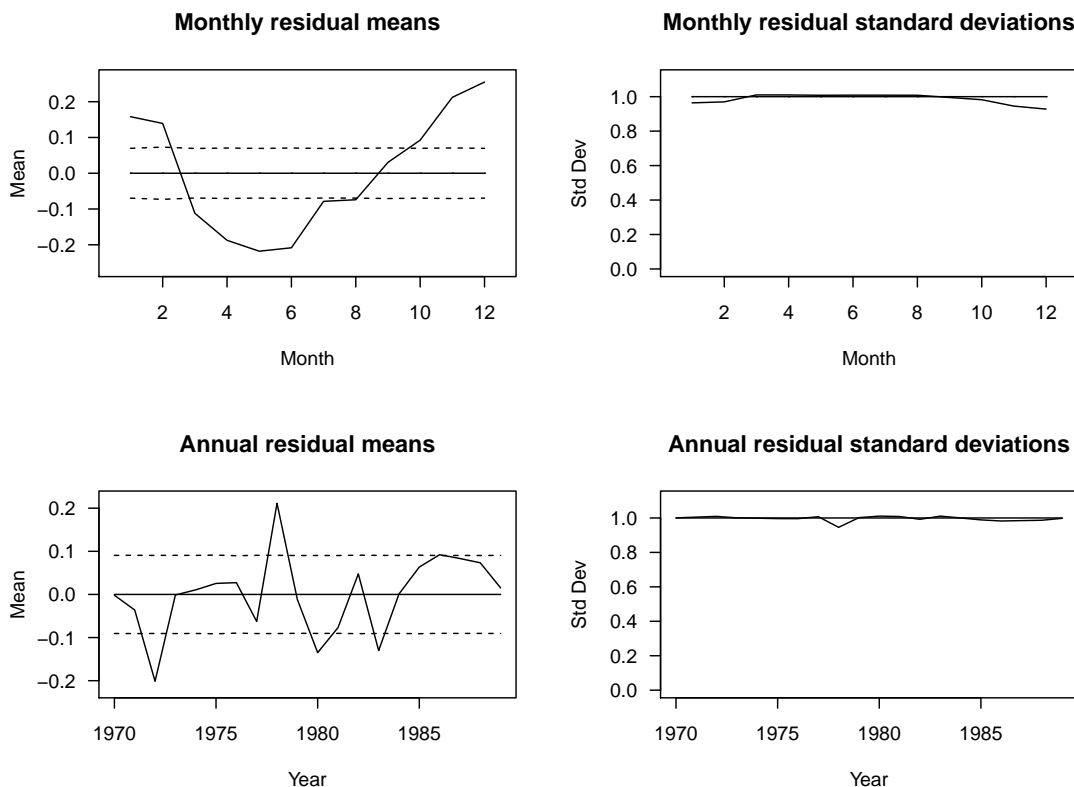 Monthly residual means
Mean
0.2
0.1
0.0
−0.1
−0.2
2 4 6 8 10 12
Month
Monthly residual standard deviations
Std Dev
1.0
0.8
0.6
0.4
0.2
0.0
2 4 6 8 10 12
Month
Annual residual means
Mean
0.2
0.1
0.0
−0.1
−0.2
1970 1975 1980 1985
Year
Annual residual standard deviations
Std Dev
1.0
0.8
0.6
0.4
0.2
0.0
1970 1975 1980 1985
Year